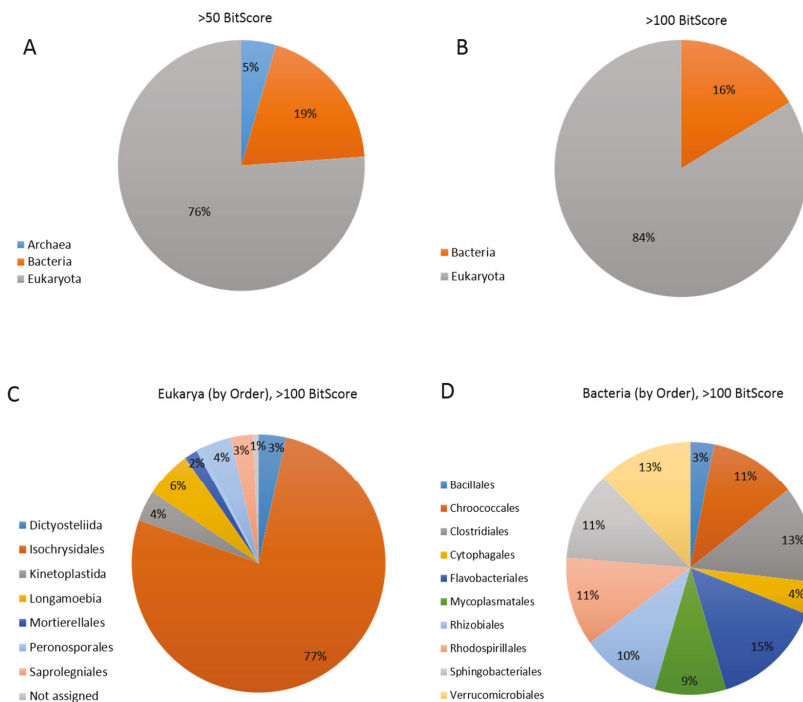 >50 BitScore
A
5%
19%
76%
Archaea
Bacteria
Eukaryota
>100 BitScore
B
16%
84%
Bacteria
Eukaryota
C
Eukarya (by Order), >100 BitScore
1%
3%
3%
4%
2%
6%
4%
77%
Dictyosteliida
Isochrysidales
Kinetoplastida
Longamoebia
Mortierellales
Peronosporales
Saprolegniales
Not assigned
D
Bacteria (by Order), >100 BitScore
3%
11%
13%
4%
15%
9%
10%
11%
11%
13%
Bacillales
Chroococcales
Clostridiales
Cytophagales
Flavobacteriales
Mycoplasmatales
Rhizobiales
Rhodospirillales
Sphingobacteriales
Verrucomicrobiales